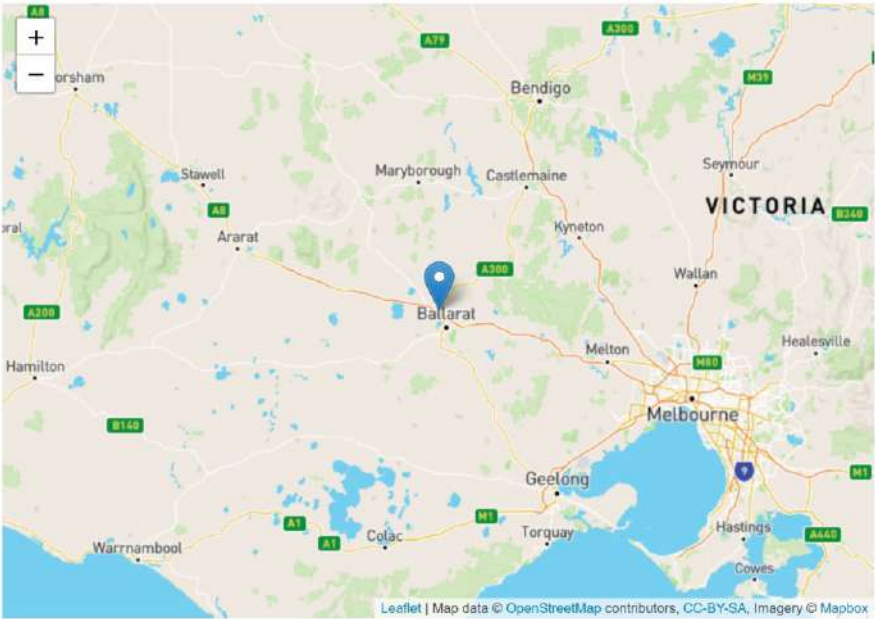 A8
+
A300
A79
−
orsham
M39
Bendigo
Seymour
Stawell
Maryborough
Castlemaine
VICTORIA
A8
B240
oral
Ararat
Kyneton
A300
Wallan
A200
Ballarat
Healesville
Melton
M80
Hamilton
Melbourne
B140
9
M1
Geelong
M1
A1
Hastings
A1
Colac
Torquay
A440
Warrnambool
Cowes
Leaflet | Map data © OpenStreetMap contributors, CC-BY-SA, Imagery © Mapbox